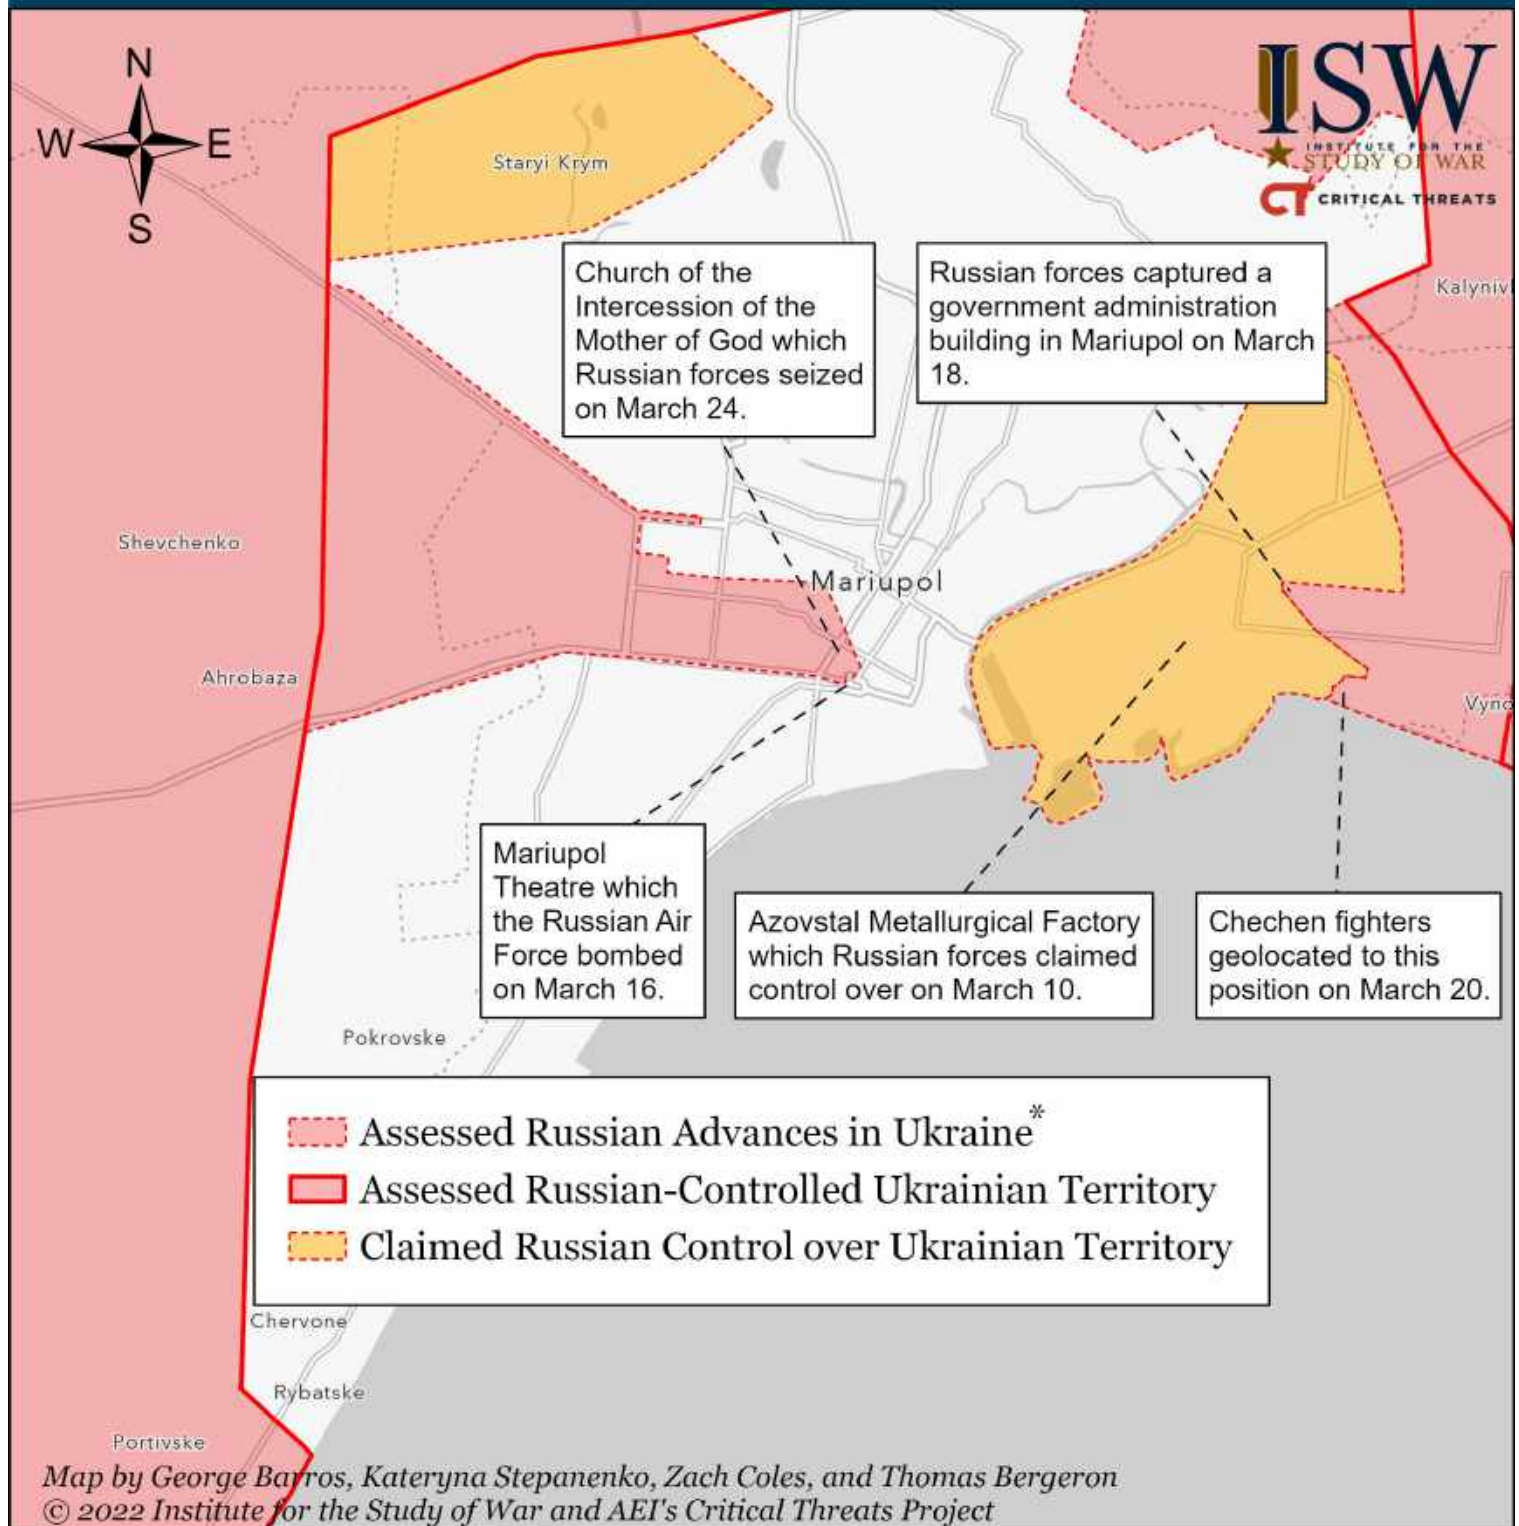 N
W E
S
ISW
INSTITUTE FOR THE
STUDY OF WAR
CT CRITICAL THREATS
Staryi Krym
Church of the
Intercession of the
Mother of God which
Russian forces seized
on March 24.
Russian forces captured a
government administration
building in Mariupol on March
18.
Kalyniv
Shevchenko
Mariupol
Ahrobaza
Vyno
Mariupol
Theatre which
the Russian Air
Force bombed
on March 16.
Azovstal Metallurgical Factory
which Russian forces claimed
control over on March 10.
Chechen fighters
geolocated to this
position on March 20.
Pokrovske
Assessed Russian Advances in Ukraine*
Assessed Russian-Controlled Ukrainian Territory
Claimed Russian Control over Ukrainian Territory
Chervone
Rybatske
Portivske
Map by George Barros, Kateryna Stepanenko, Zach Coles, and Thomas Bergeron
© 2022 Institute for the Study of War and AEI's Critical Threats Project